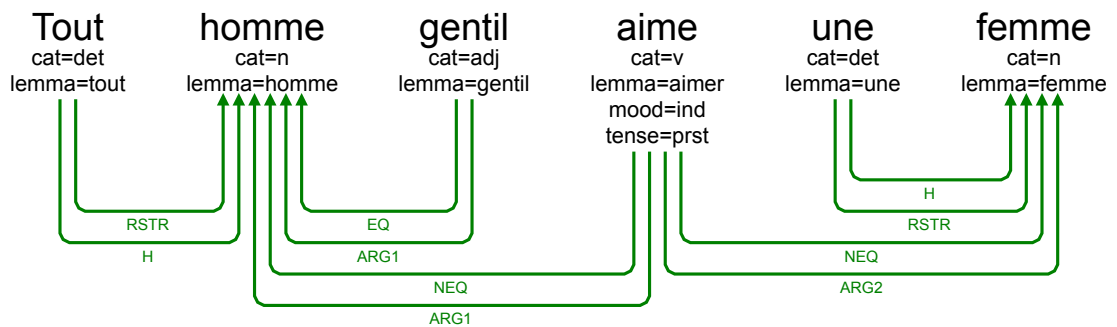 Tout homme gentil aime une femme
cat=det cat=n cat=adj cat=v cat=det cat=n
lemma=tout lemma=homme lemma=gentil lemma=aimer lemma=une lemma=femme
mood=ind
tense=prst
H
RSTR EQ RSTR
H ARG1 NEQ
NEQ ARG2
ARG1